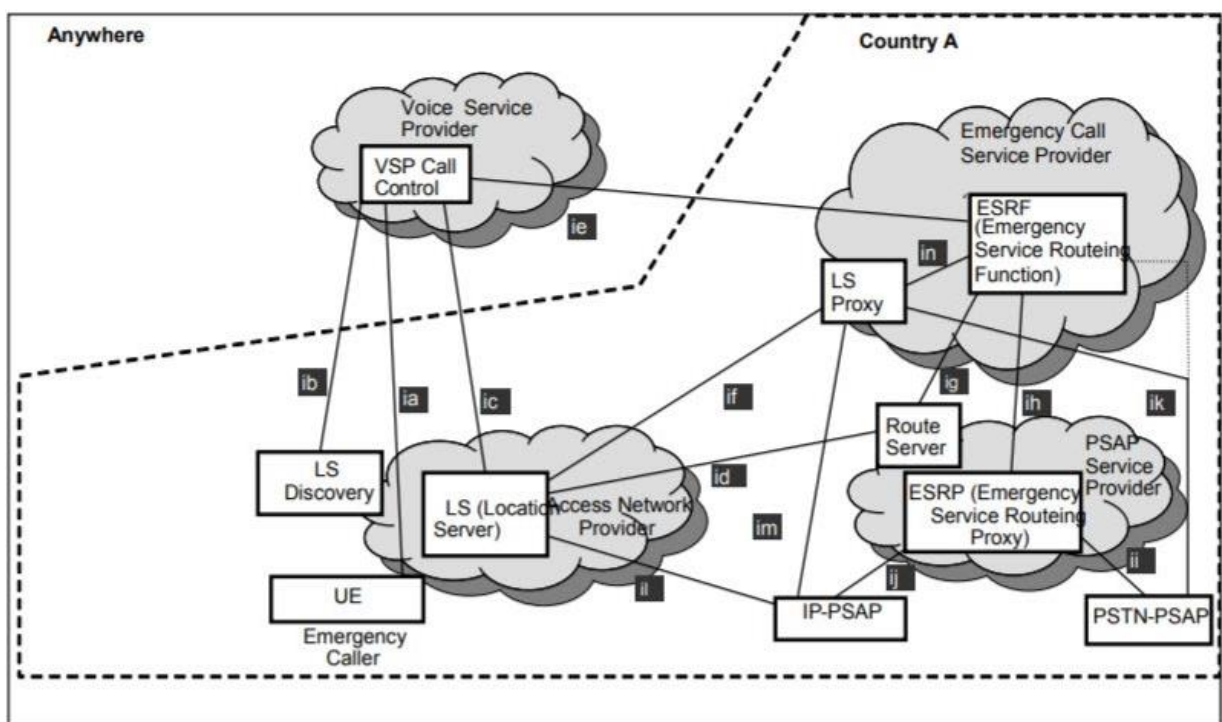 Anywhere
Country A
Voice Service
Provider
VSP Call
Control
Emergency Call
Service Provider
ESRF
(Emergency
Service Routeing
Function)
ie
in
LS
Proxy
ib
ia
ic
if
ig
ih
ik
Route
Server
PSAP
Service
Provider
LS
Discovery
LS (Location
Server)
Access Network
Provider
id
ESRP (Emergency
Service Routeing
Proxy)
im
il
ij
ii
UE
Emergency
Caller
IP-PSAP
PSTN-PSAP